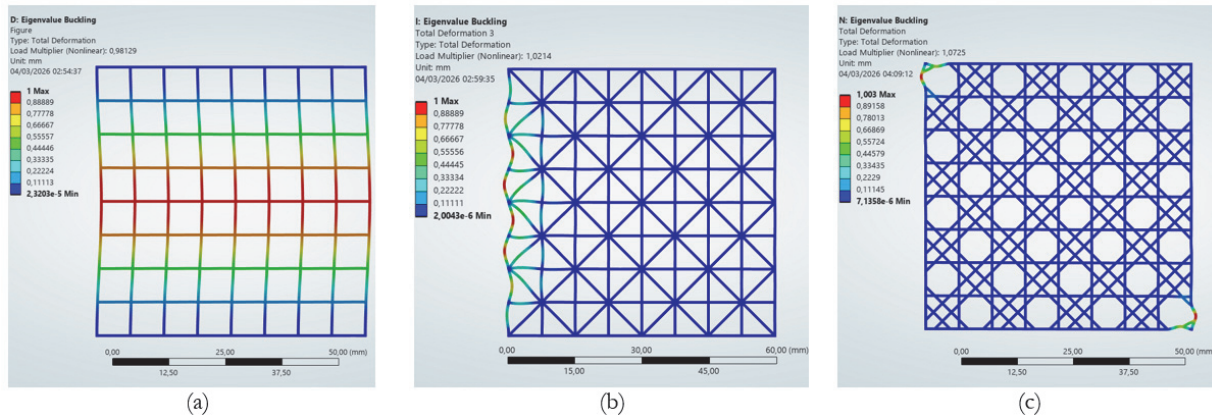 D: Eigenvalue Buckling
Figure
Type: Total Deformation
Load Multiplier (Nonlinear): 0,98129
Unit: mm
04/03/2026 02:54:37
1 Max
0,88889
0,77778
0,66667
0,55557
0,44446
0,33335
0,22224
0,11113
2,3203e-5 Min
0,00 25,00 50,00 (mm)
12,50 37,50
(a)
I: Eigenvalue Buckling
Total Deformation 3
Type: Total Deformation
Load Multiplier (Nonlinear): 1,0214
Unit: mm
04/03/2026 02:59:35
1 Max
0,88889
0,77778
0,66667
0,55556
0,44445
0,33334
0,22222
0,11111
2,0043e-6 Min
0,00 30,00 60,00 (mm)
15,00 45,00
(b)
N: Eigenvalue Buckling
Total Deformation
Type: Total Deformation
Load Multiplier (Nonlinear): 1,0725
Unit: mm
04/03/2026 04:09:12
1,003 Max
0,89158
0,78013
0,66869
0,55724
0,44579
0,33435
0,2229
0,11145
7,1358e-6 Min
0,00 25,00 50,00 (mm)
12,50 37,50
(c)